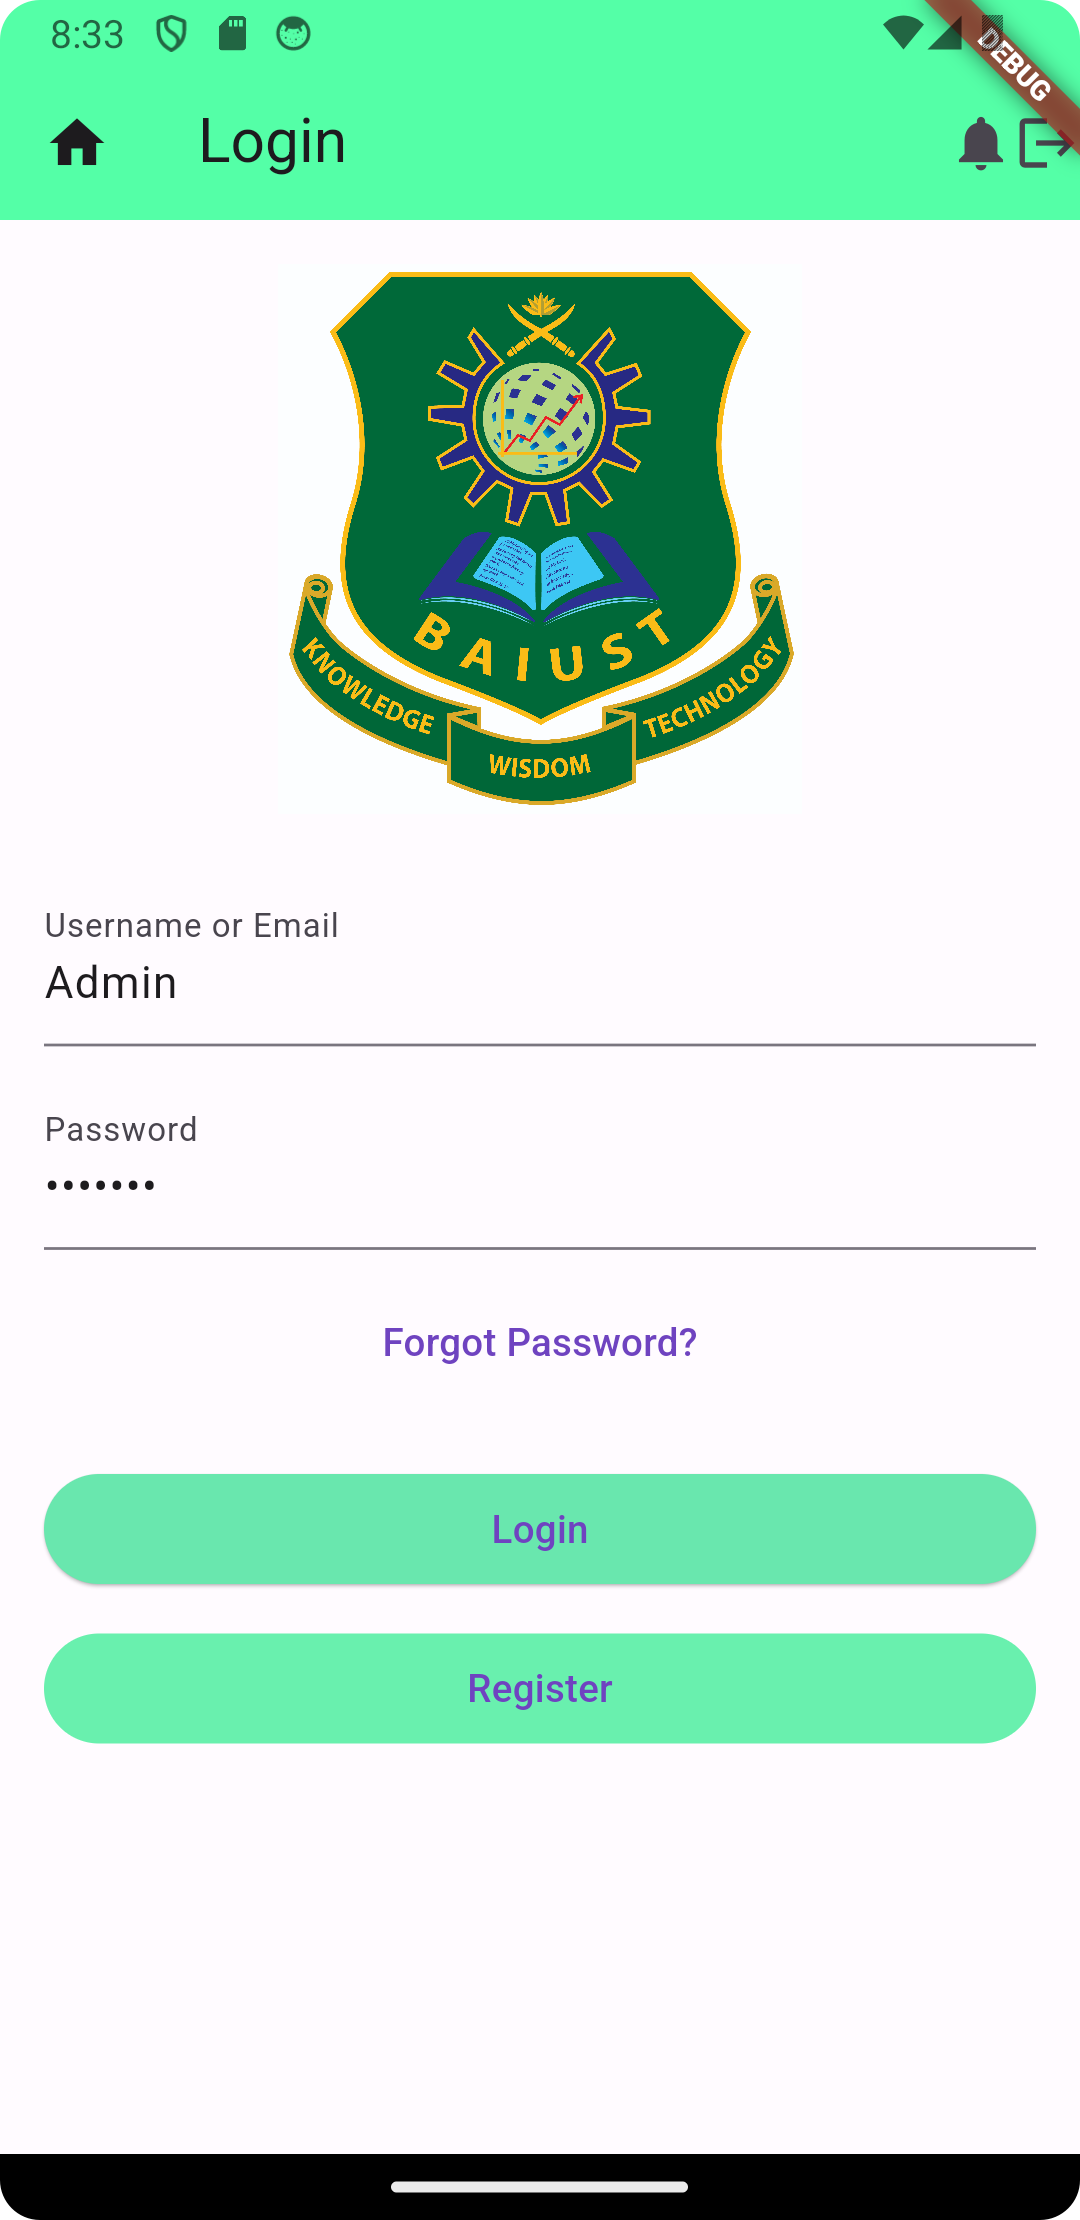 8:33
DEBUG
Login
BAIUST
KNOWLEDGE
WISDOM
TECHNOLOGY
Username or Email
Admin
Password
•••••••
Forgot Password?
Login
Register